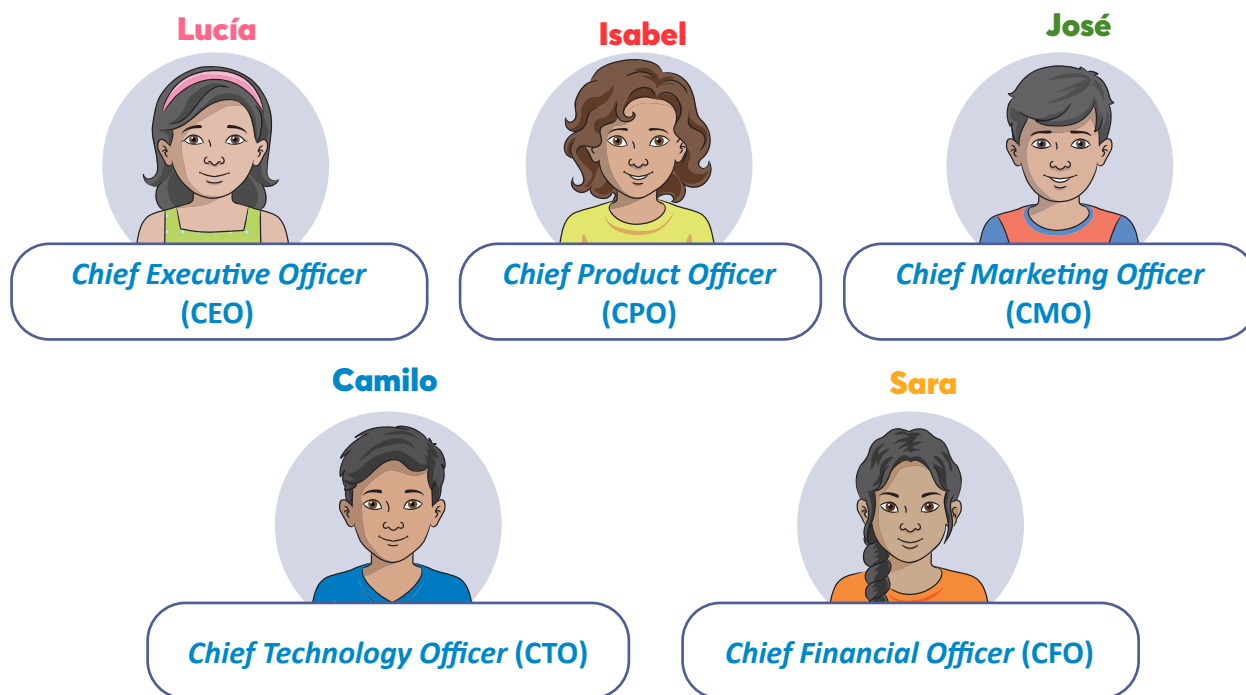 Lucía
Isabel
José
Chief Executive Officer
(CEO)
Chief Product Officer
(CPO)
Chief Marketing Officer
(CMO)
Camilo
Sara
Chief Technology Officer (CTO)
Chief Financial Officer (CFO)